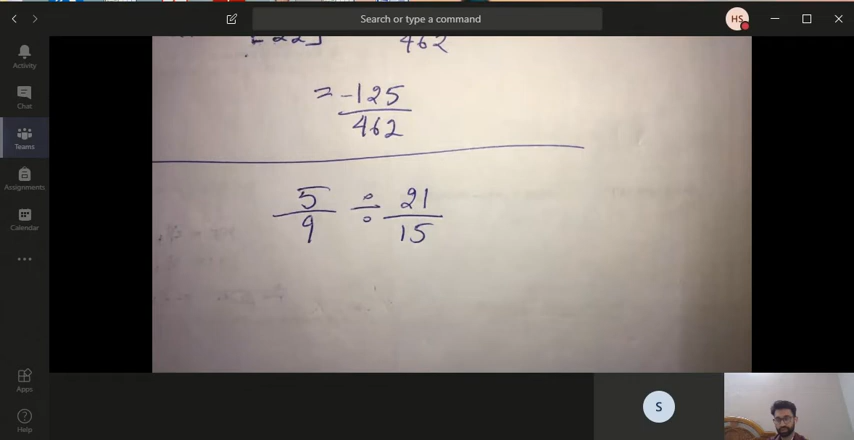 Search or type a command
HS
Activity
Chat
Teams
Assignments
Calendar
Apps
Help
462
= -125
462
5 ÷ 21
9 15
S